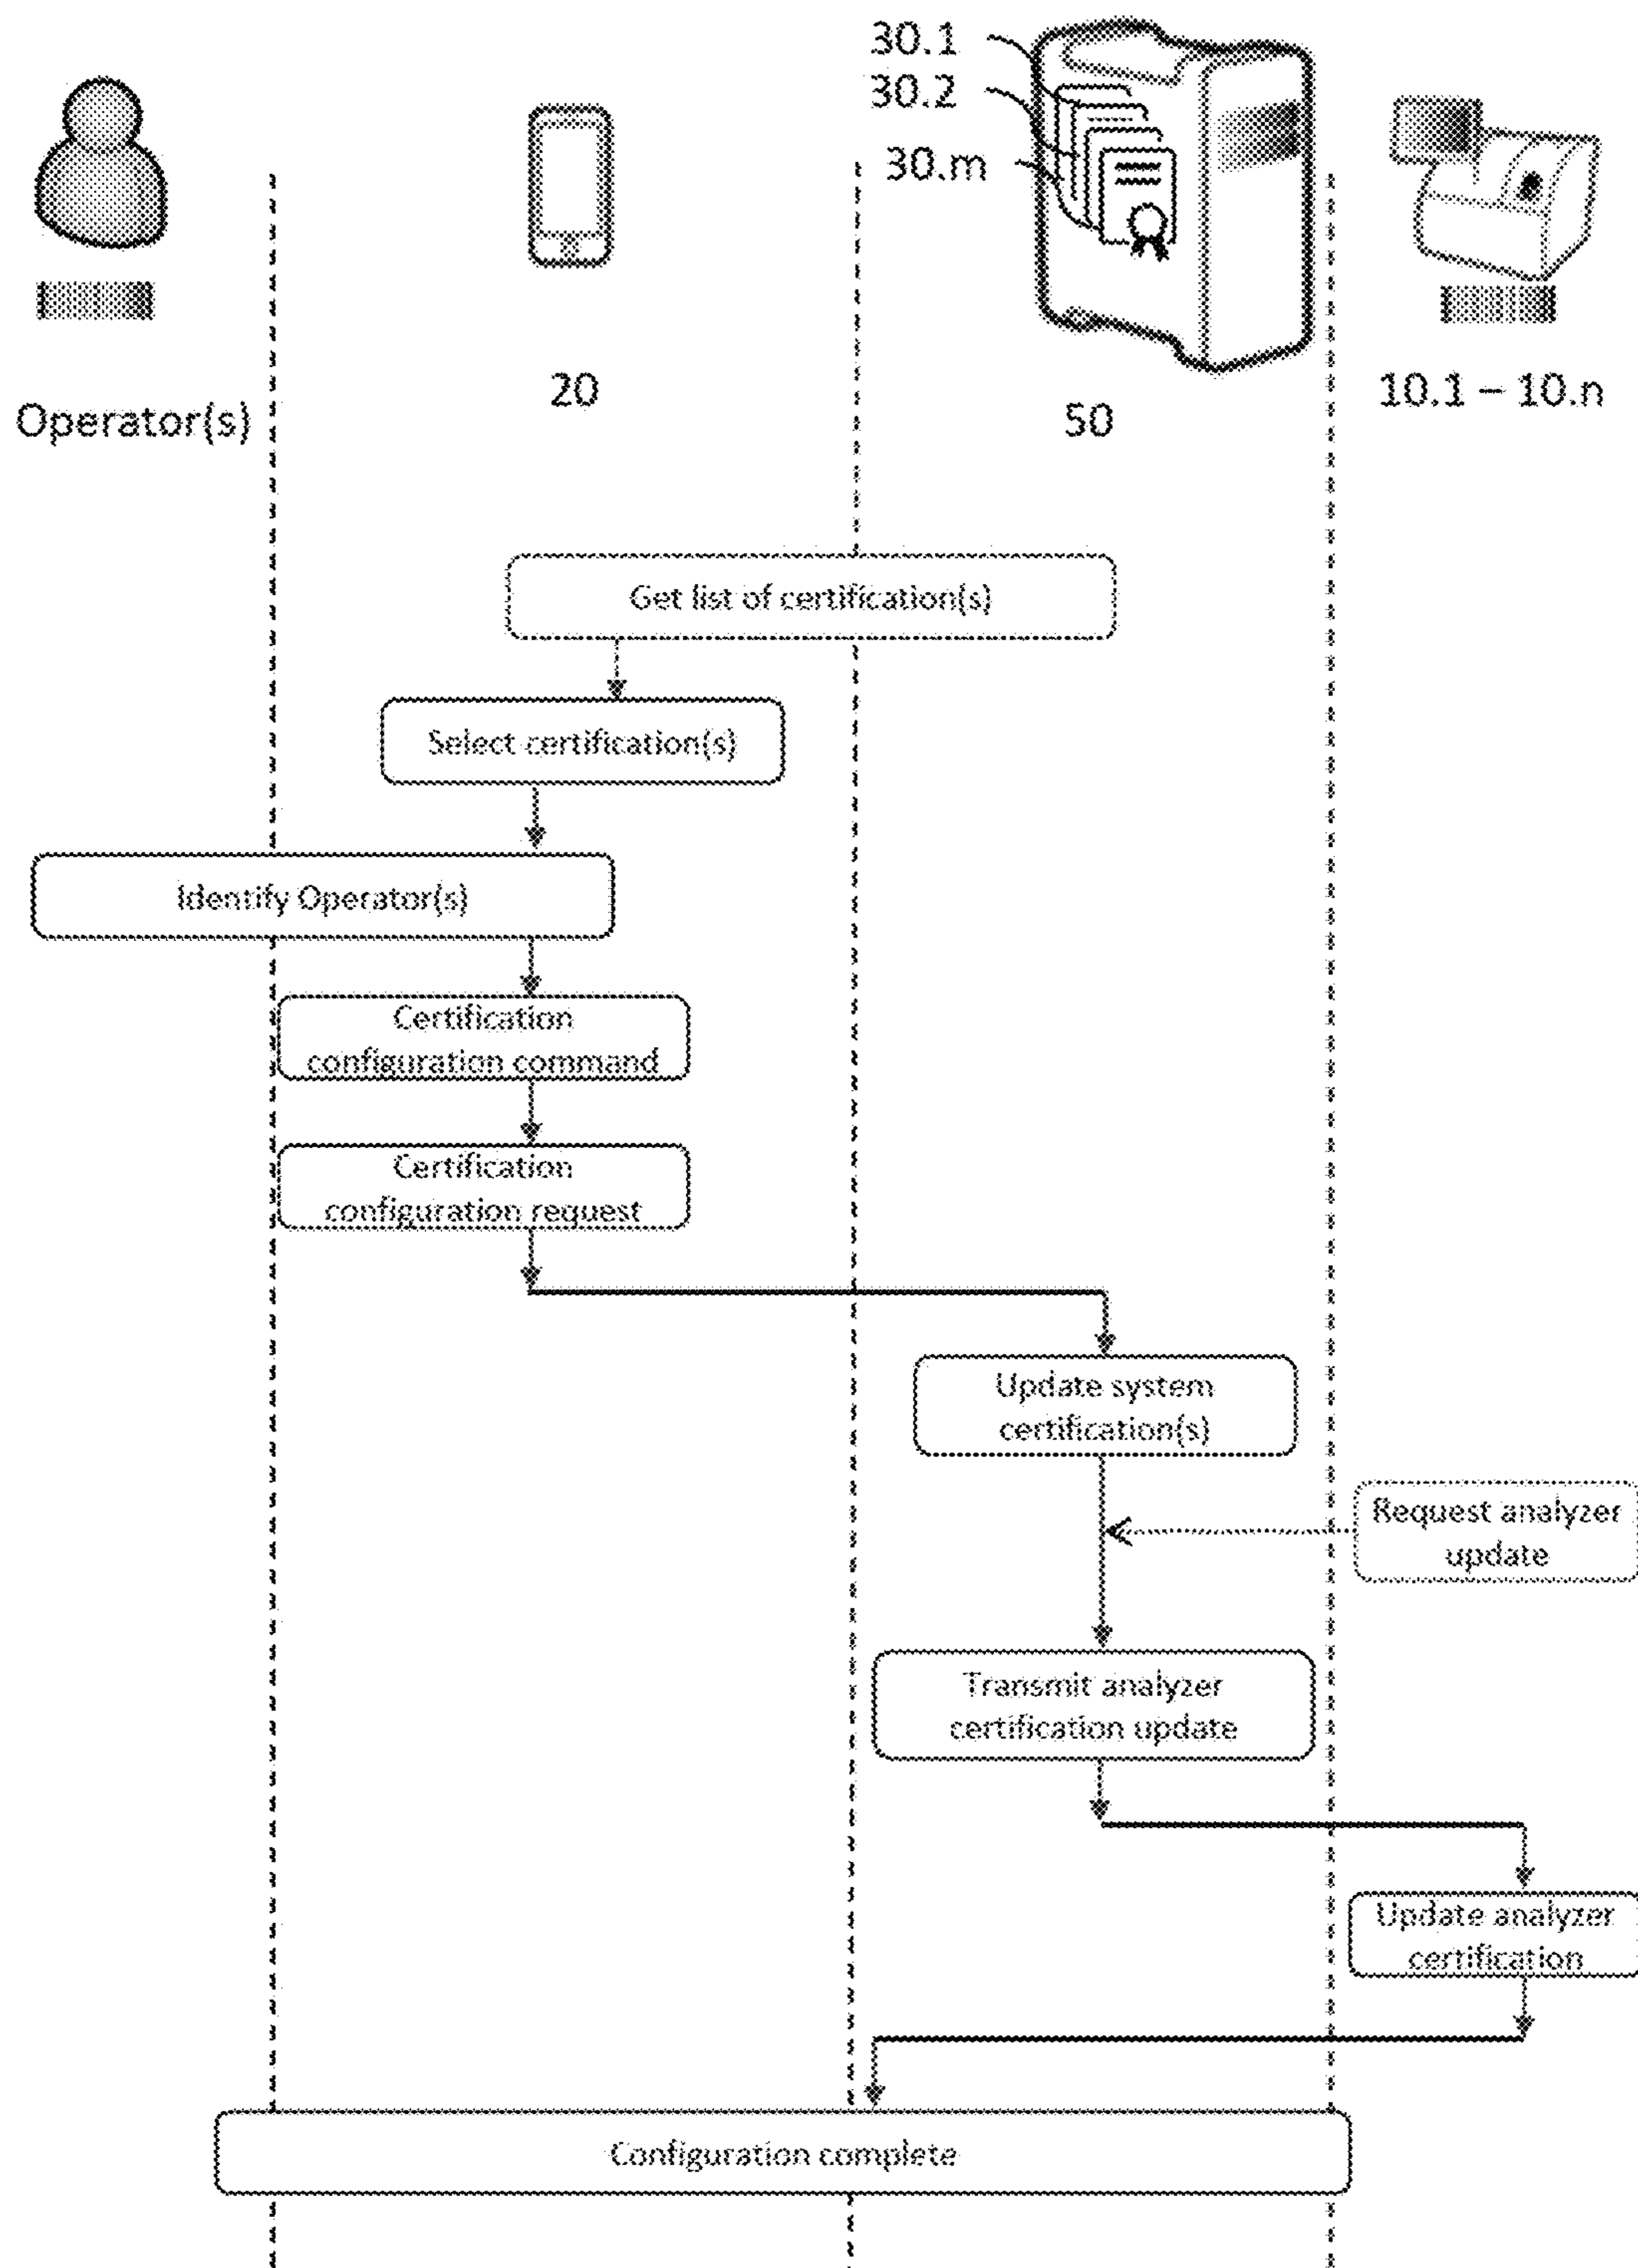 30.1
30.2
30.m
Operator(s)
20
50
10.1 – 10.n
Get list of certification(s)
Select certification(s)
Identify Operator(s)
Certification
configuration command
Certification
configuration request
Update system
certification(s)
Request analyzer
update
Transmit analyzer
certification update
Update analyzer
certification
Configuration complete